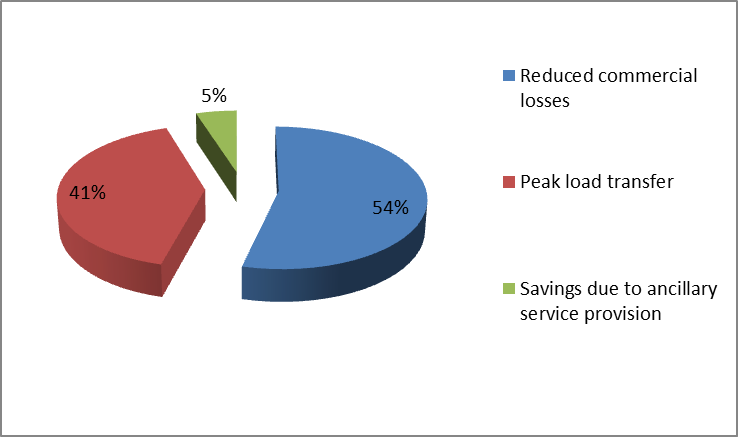 5%
41%
54%
Reduced commercial
losses
Peak load transfer
Savings due to ancillary
service provision